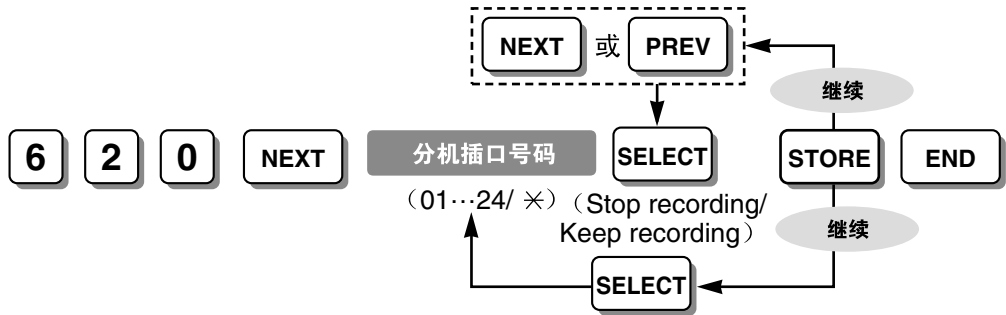 NEXT 或 PREV
继续
6 2 0 NEXT 分机插口号码 SELECT STORE END
(01…24/ ✳) (Stop recording/
Keep recording)
继续
SELECT